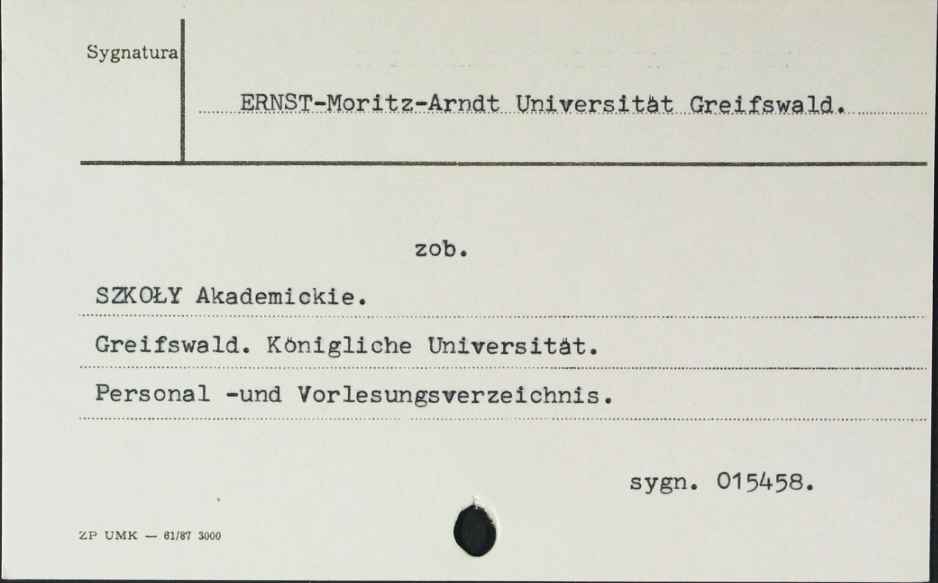 Sygnatura
ERNST-Moritz-Arndt Universität Greifswald.
zob.
SZKOŁY Akademickie.
Greifswald. Königliche Universität.
Personal -und Vorlesungsverzeichnis.
sygn. 015458.
ZP UMK — 61/87 3000